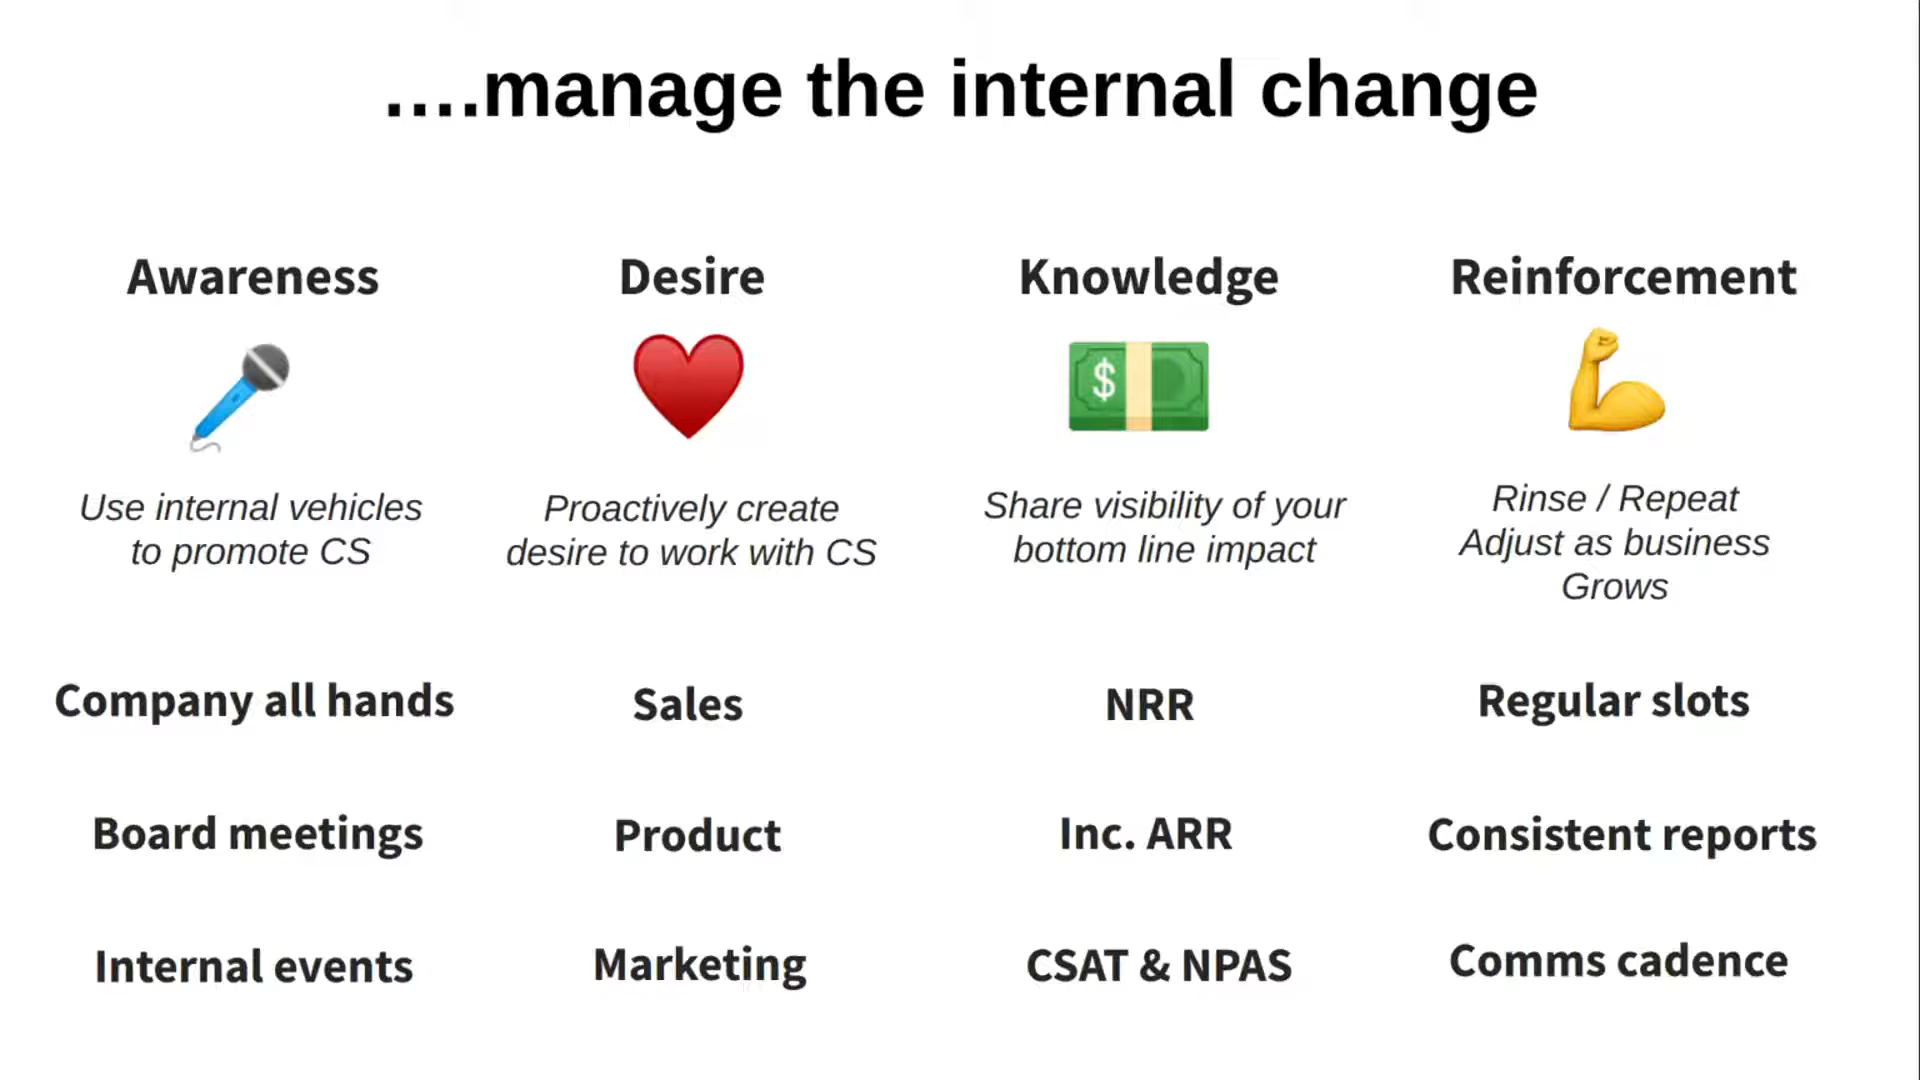 ....manage the internal change
Awareness
Desire
Knowledge
Reinforcement
$
Use internal vehicles
to promote CS
Proactively create
desire to work with CS
Share visibility of your
bottom line impact
Rinse / Repeat
Adjust as business
Grows
Company all hands
Sales
NRR
Regular slots
Board meetings
Product
Inc. ARR
Consistent reports
Internal events
Marketing
CSAT & NPAS
Comms cadence